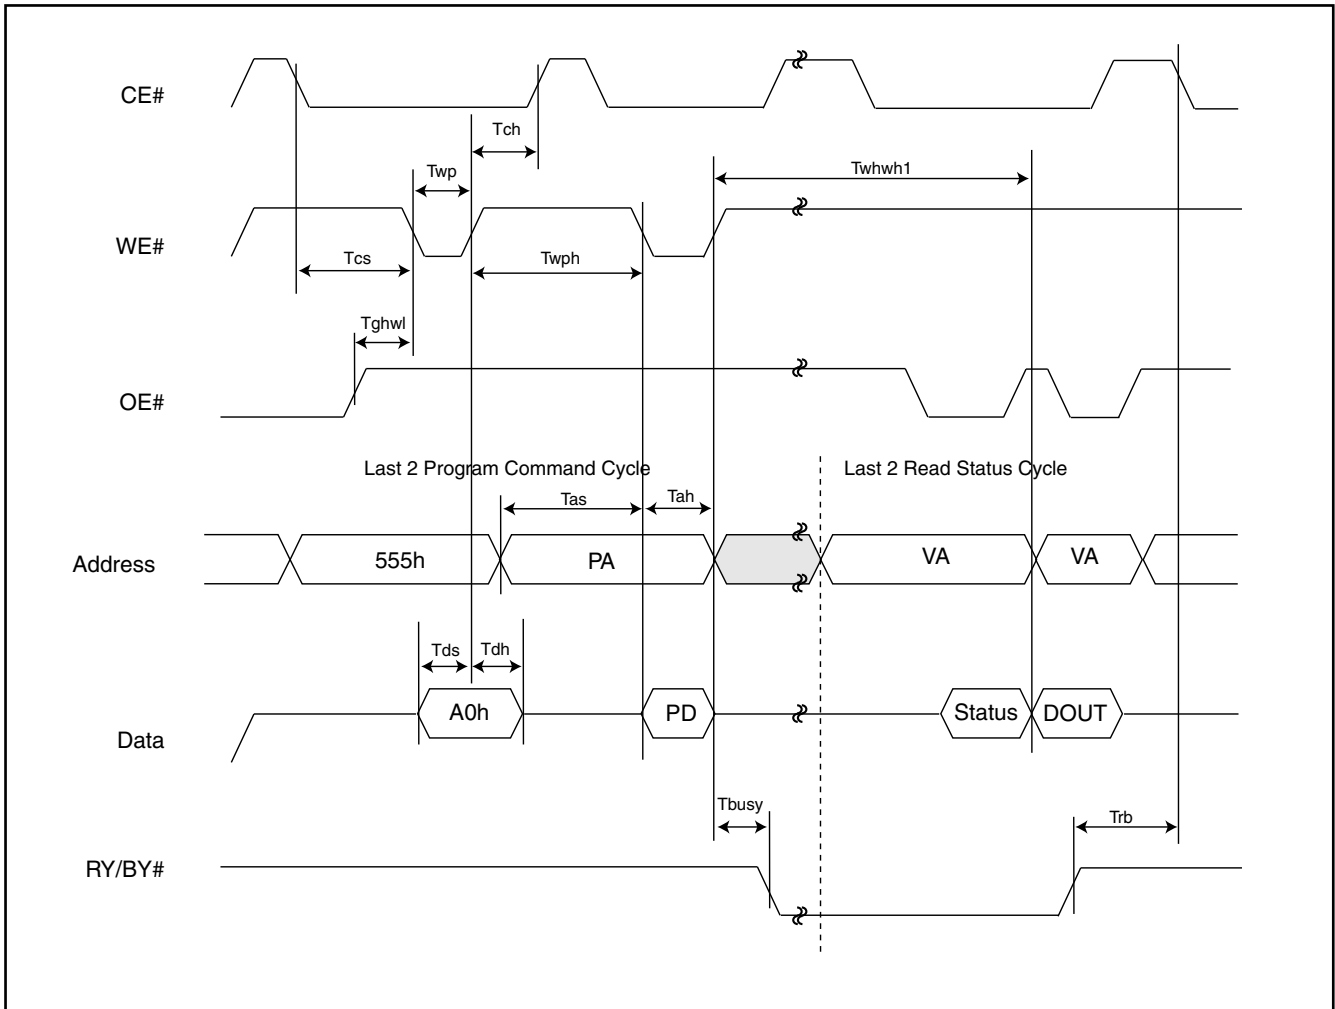 CE#
Tch
Twp
Twhwh1
WE#
Tcs
Twph
Tghwl
OE#
Last 2 Program Command Cycle
Last 2 Read Status Cycle
Tas
Tah
Address
555h
PA
VA
VA
Tds
Tdh
A0h
PD
Status
DOUT
Data
Tbusy
Trb
RY/BY#